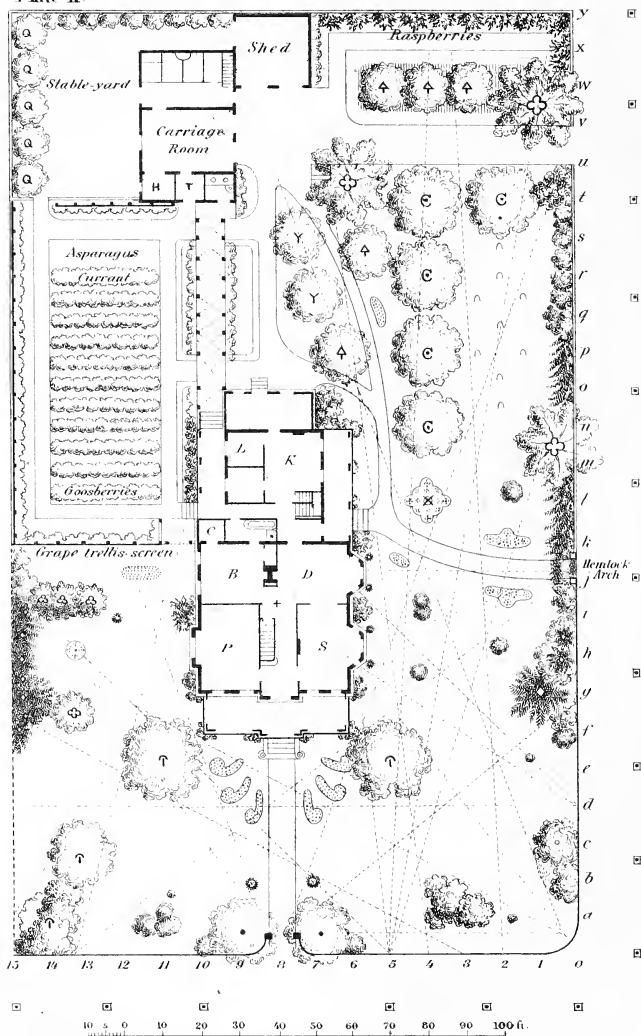 y
Raspberries
Shed
x
Q
Stable-yard
w
Q
v
Carriage
Room
Q
u
Q
H T
t
C C
Q
s
Y
Asparagus
Currant
r
C
Y
q
p
C
o
n
C
L K
m
l
Goosberries
k
C
Grape trellis screen
Hemlock
Arch
B D
j
i
P S
h
g
f
e
d
c
b
a
15 14 13 12 11 10 9 8 7 6 5 4 3 2 1 0
10 5 0 10 20 30 40 50 60 70 80 90 100 ft.